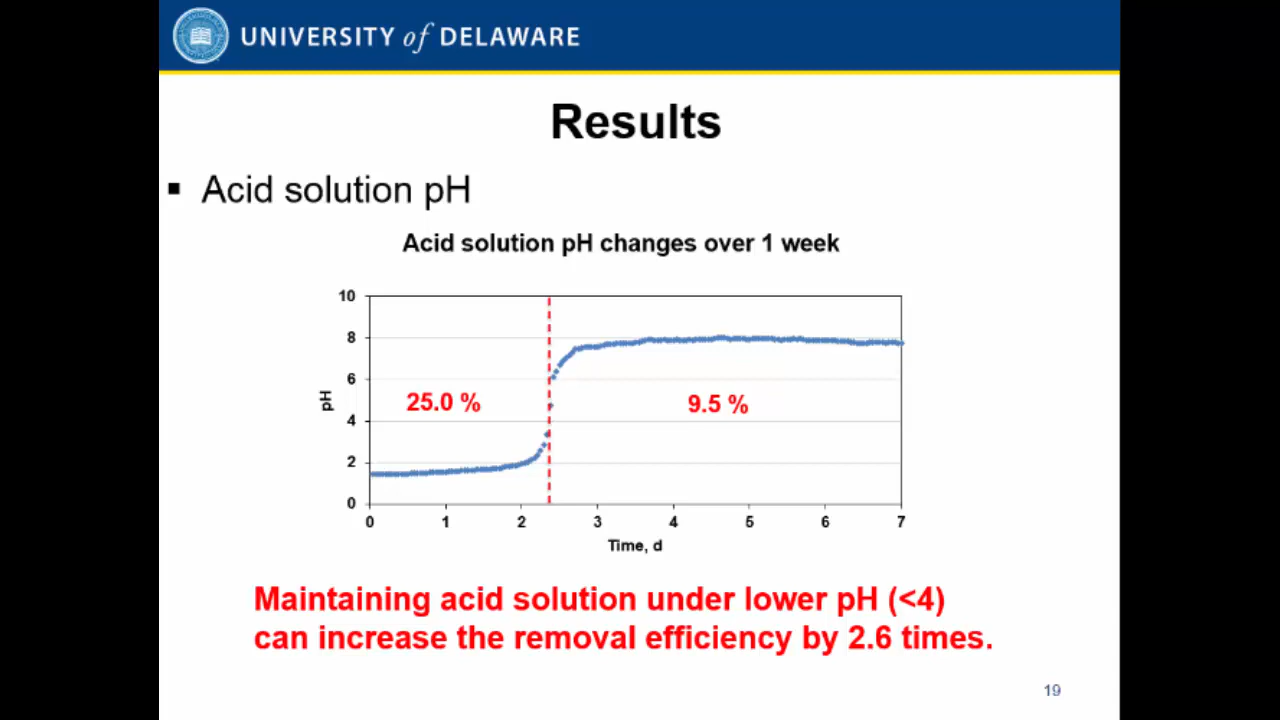 UNIVERSITY of DELAWARE
Results
Acid solution pH
Acid solution pH changes over 1 week
10
8
6
4
2
0
pH
25.0 %
9.5 %
0 1 2 3 4 5 6 7
Time, d
Maintaining acid solution under lower pH (<4)
can increase the removal efficiency by 2.6 times.
19